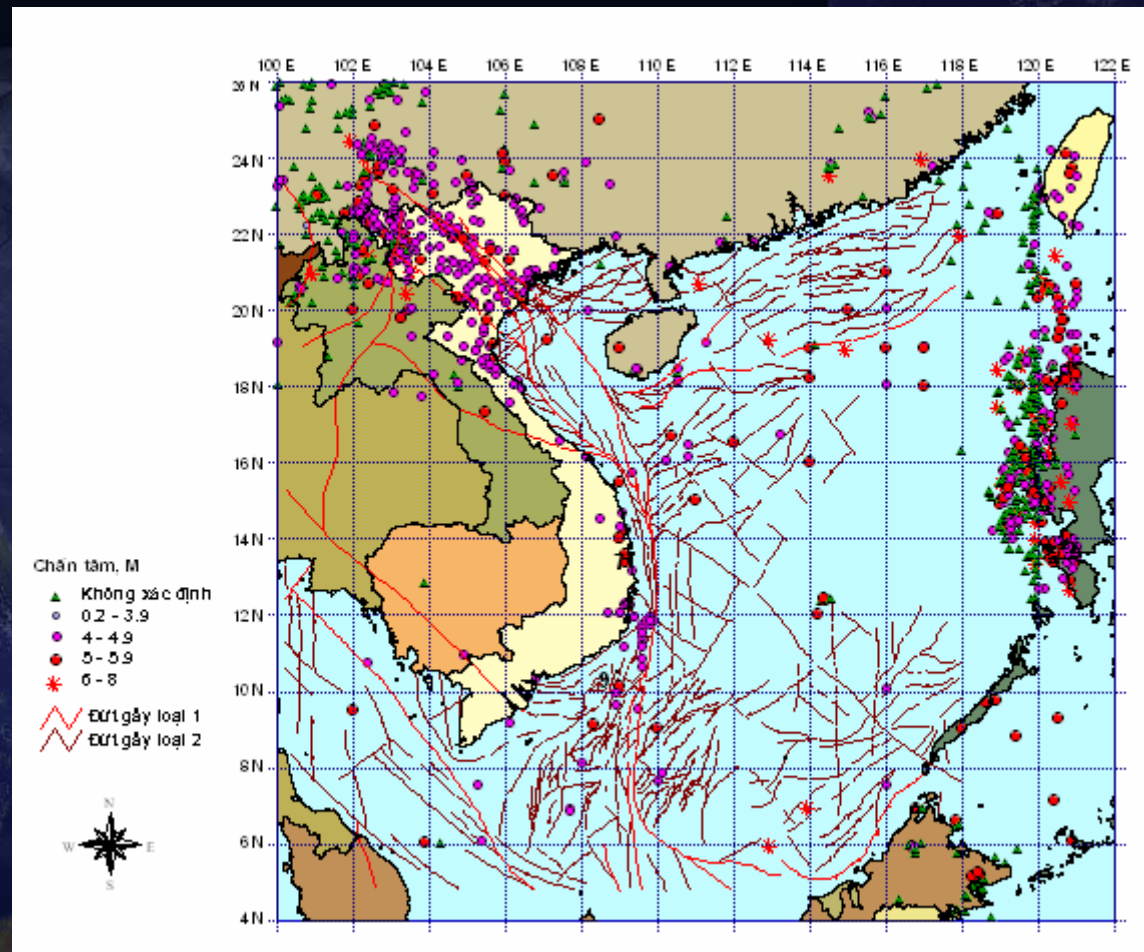 100 E 102 E 104 E 106 E 108 E 110 E 112 E 114 E 116 E 118 E 120 E 122 E
26 N
24 N
22 N
20 N
18 N
16 N
14 N
12 N
10 N
8 N
6 N
4 N
Chấn tâm, M
Không xác định
0.2 - 3.9
4 - 4.9
5 - 5.9
6 - 8
Đứt gãy loại 1
Đứt gãy loại 2
N
W E
S